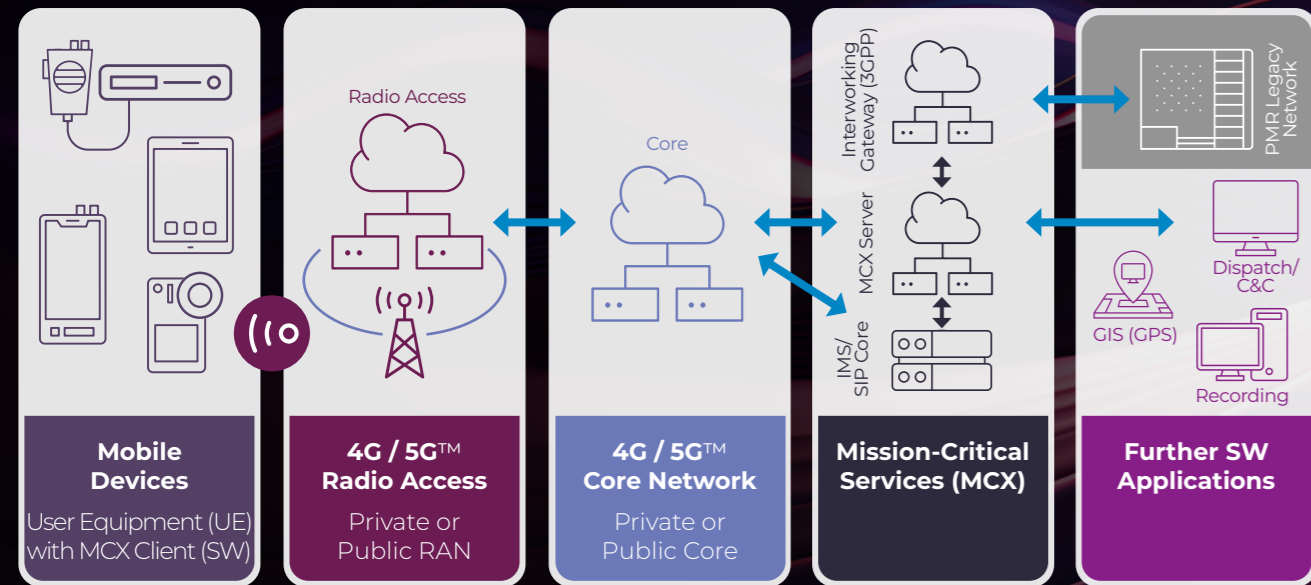 Mobile
Devices
User Equipment (UE)
with MCX Client (SW)
Radio Access
4G / 5G™
Radio Access
Private or
Public RAN
Core
4G / 5G™
Core Network
Private or
Public Core
Interworking
Gateway (3GPP)
MCX Server
IMS/
SIP Core
Mission-Critical
Services (MCX)
PMR Legacy
Network
Dispatch/
C&C
GIS (GPS)
Recording
Further SW
Applications